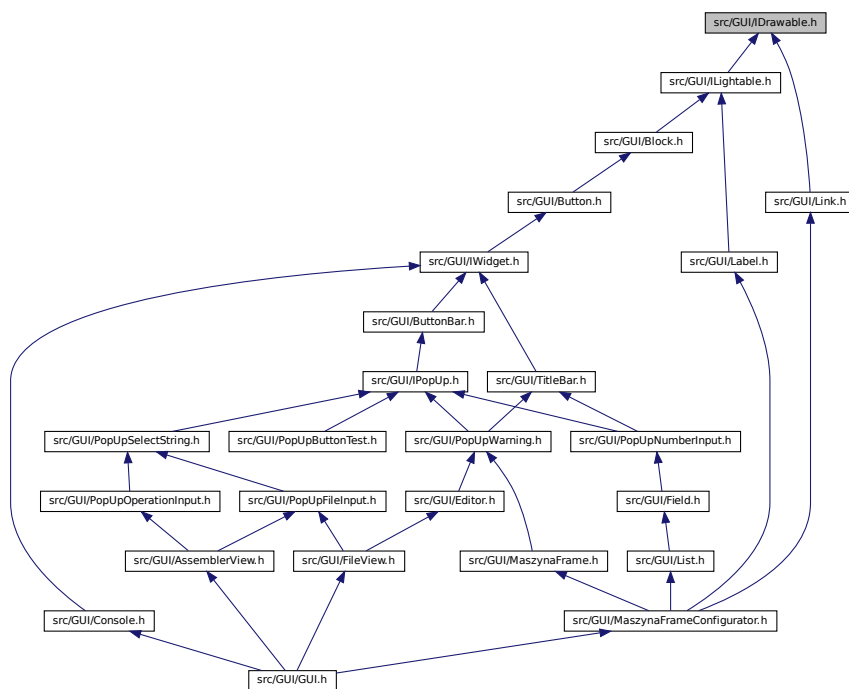 src/GUI/IDrawable.h
src/GUI/ILightable.h
src/GUI/Block.h
src/GUI/Button.h
src/GUI/Link.h
src/GUI/IWidget.h
src/GUI/Label.h
src/GUI/ButtonBar.h
src/GUI/IPopUp.h
src/GUI/TitleBar.h
src/GUI/PopUpSelectString.h
src/GUI/PopUpButtonTest.h
src/GUI/PopUpWarning.h
src/GUI/PopUpNumberInput.h
src/GUI/PopUpOperationInput.h
src/GUI/PopUpFileInput.h
src/GUI/Editor.h
src/GUI/Field.h
src/GUI/AssemblerView.h
src/GUI/FileView.h
src/GUI/MaszynaFrame.h
src/GUI/List.h
src/GUI/Console.h
src/GUI/MaszynaFrameConfigurator.h
src/GUI/GUI.h